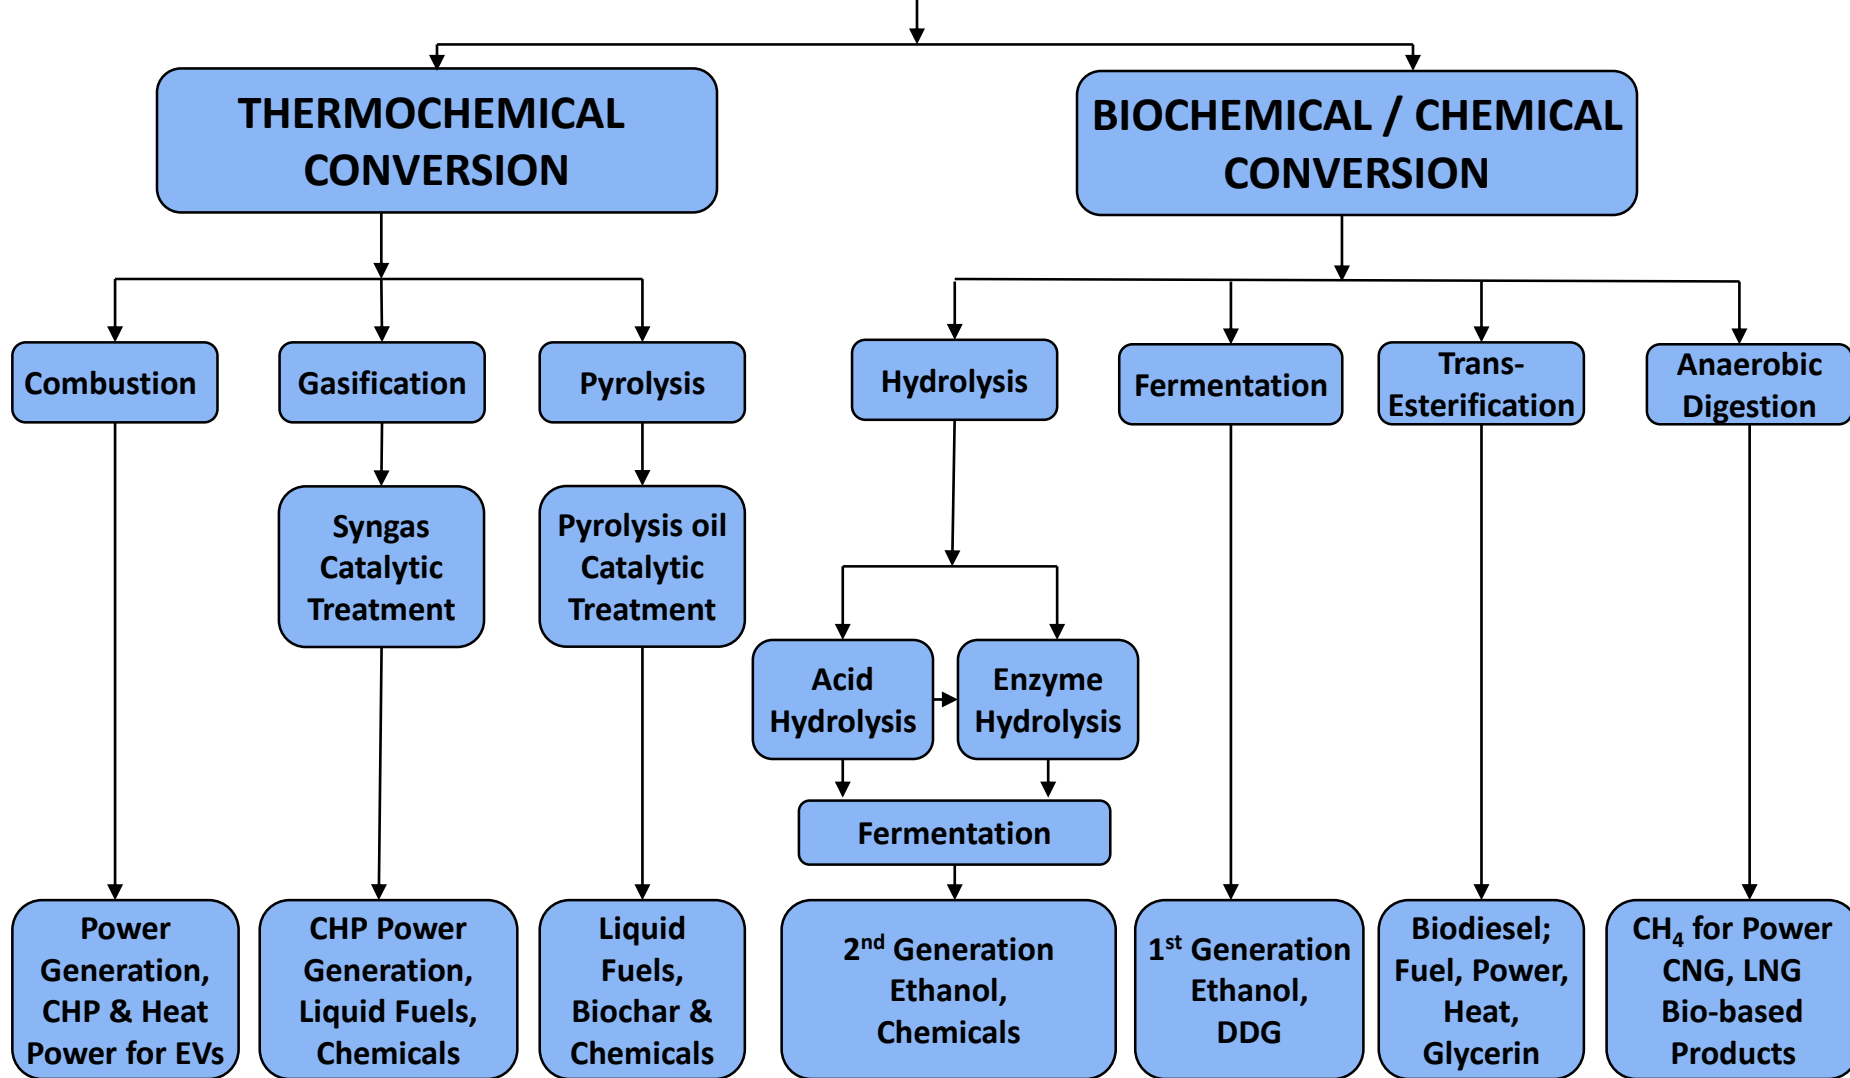 THERMOCHEMICAL
CONVERSION
BIOCHEMICAL / CHEMICAL
CONVERSION
Combustion
Gasification
Pyrolysis
Hydrolysis
Fermentation
Trans-
Esterification
Anaerobic
Digestion
Syngas
Catalytic
Treatment
Pyrolysis oil
Catalytic
Treatment
Acid
Hydrolysis
Enzyme
Hydrolysis
Fermentation
Power
Generation,
CHP & Heat
Power for EVs
CHP Power
Generation,
Liquid Fuels,
Chemicals
Liquid
Fuels,
Biochar &
Chemicals
2nd Generation
Ethanol,
Chemicals
1st Generation
Ethanol,
DDG
Biodiesel;
Fuel, Power,
Heat,
Glycerin
CH4 for Power
CNG, LNG
Bio-based
Products